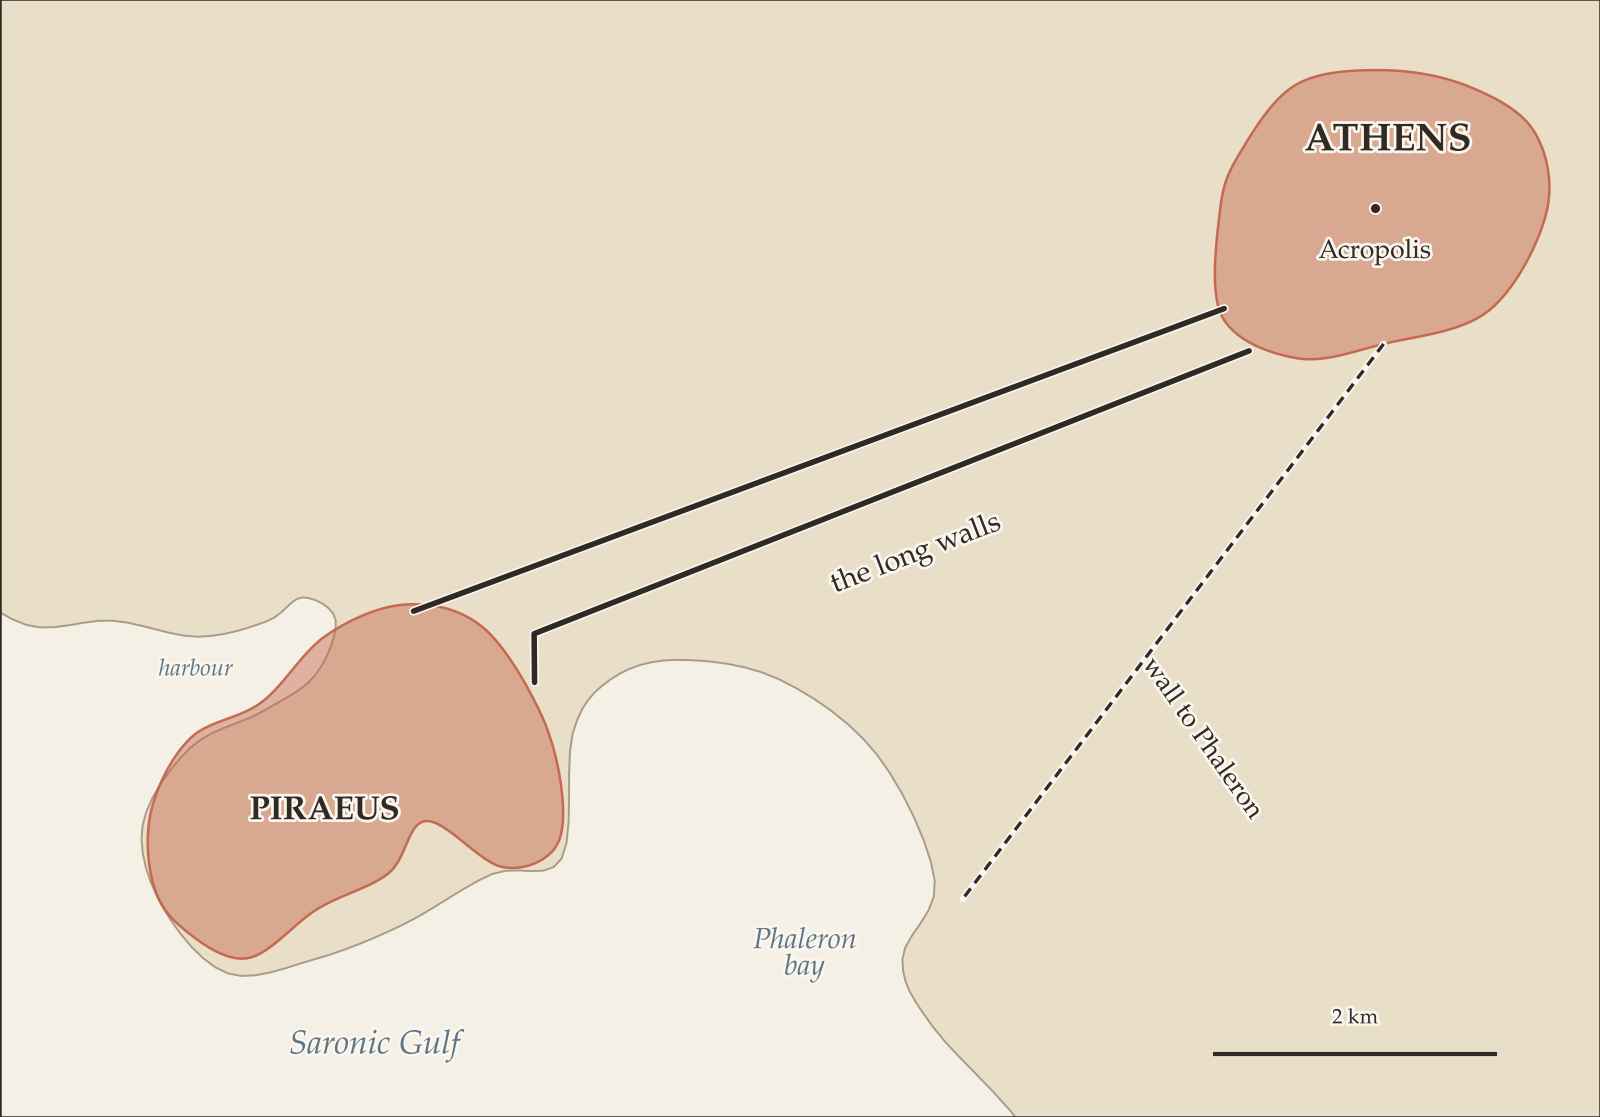 ATHENS
Acropolis
the long walls
harbour
wall to Phaleron
PIRAEUS
Phaleron
bay
2 km
Saronic Gulf